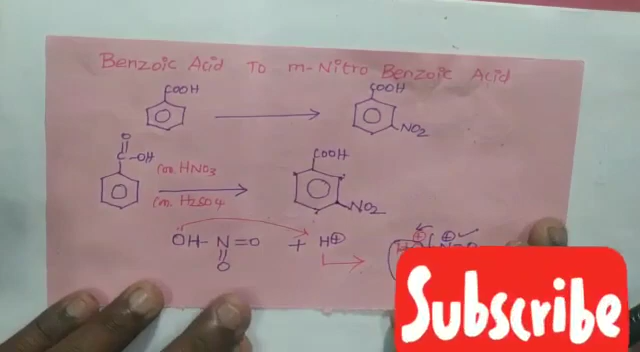 Benzoic Acid To m-Nitro Benzoic Acid
COOH COOH
NO2
O
C-OH
COOH
Con. HNO3
Con. H2SO4
NO2
OH-N=O + H⊕
O
Subscribe